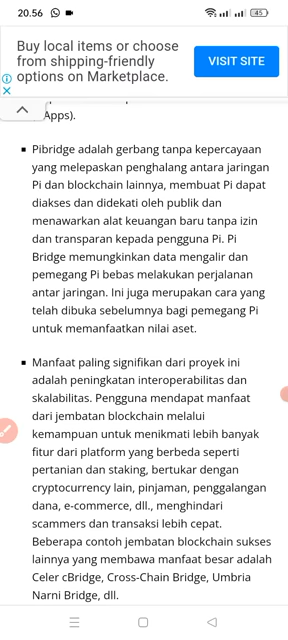 20.56
45
Buy local items or choose
from shipping-friendly
options on Marketplace.
VISIT SITE
Apps).
Pibridge adalah gerbang tanpa kepercayaan
yang melepaskan penghalang antara jaringan
Pi dan blockchain lainnya, membuat Pi dapat
diakses dan didekati oleh publik dan
menawarkan alat keuangan baru tanpa izin
dan transparan kepada pengguna Pi. Pi
Bridge memungkinkan data mengalir dan
pemegang Pi bebas melakukan perjalanan
antar jaringan. Ini juga merupakan cara yang
telah dibuka sebelumnya bagi pemegang Pi
untuk memanfaatkan nilai aset.
Manfaat paling signifikan dari proyek ini
adalah peningkatan interoperabilitas dan
skalabilitas. Pengguna mendapat manfaat
dari jembatan blockchain melalui
kemampuan untuk menikmati lebih banyak
fitur dari platform yang berbeda seperti
pertanian dan staking, bertukar dengan
cryptocurrency lain, pinjaman, penggalangan
dana, e-commerce, dll., menghindari
scammers dan transaksi lebih cepat.
Beberapa contoh jembatan blockchain sukses
lainnya yang membawa manfaat besar adalah
Celer cBridge, Cross-Chain Bridge, Umbria
Narni Bridge, dll.